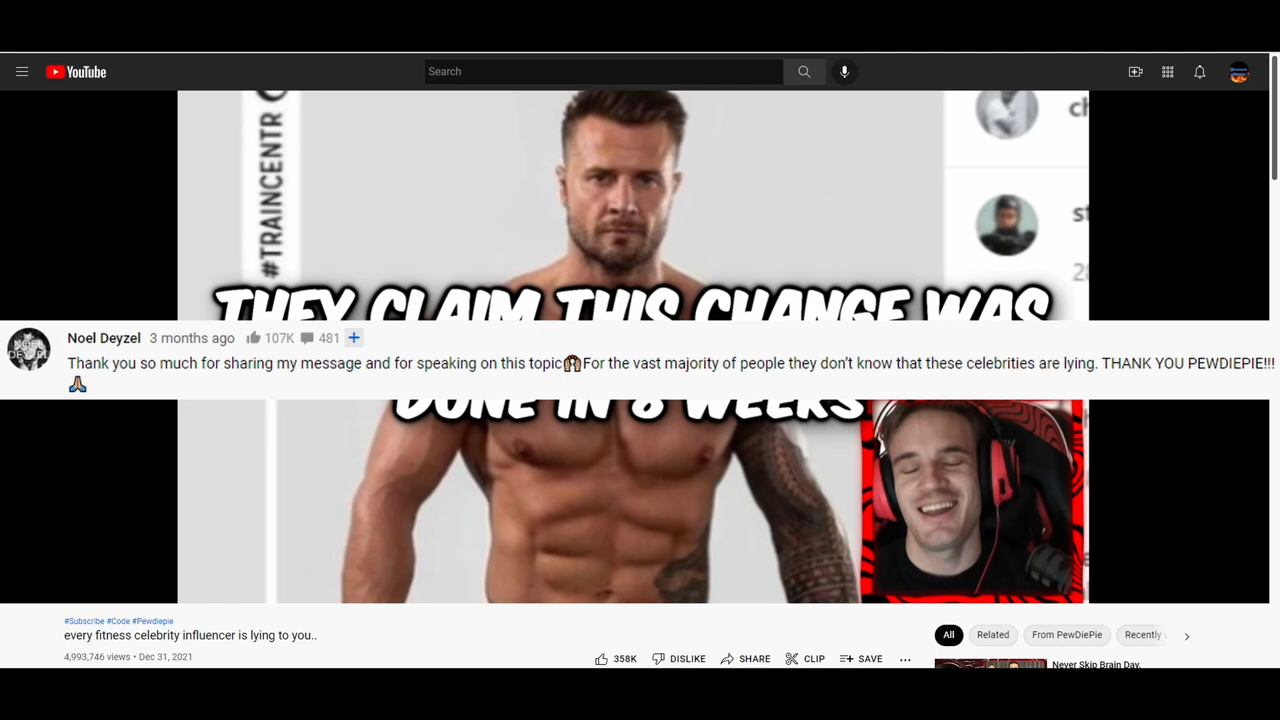 YouTube
Search
#TRAINCENTR
THEY CLAIM THIS CHANGE WAS
Noel Deyzel 3 months ago 107K 481 +
NOEL
DEYZEL
Thank you so much for sharing my message and for speaking on this topic🙆🏽‍♂️For the vast majority of people they don't know that these celebrities are lying. THANK YOU PEWDIEPIE!!!
🙏🏽
DONE IN 8 WEEKS
#Subscribe #Code #Pewdiepie
every fitness celebrity influencer is lying to you..
4,993,746 views • Dec 31, 2021
358K DISLIKE SHARE CLIP SAVE ...
All Related From PewDiePie Recently
Never Skip Brain Day.